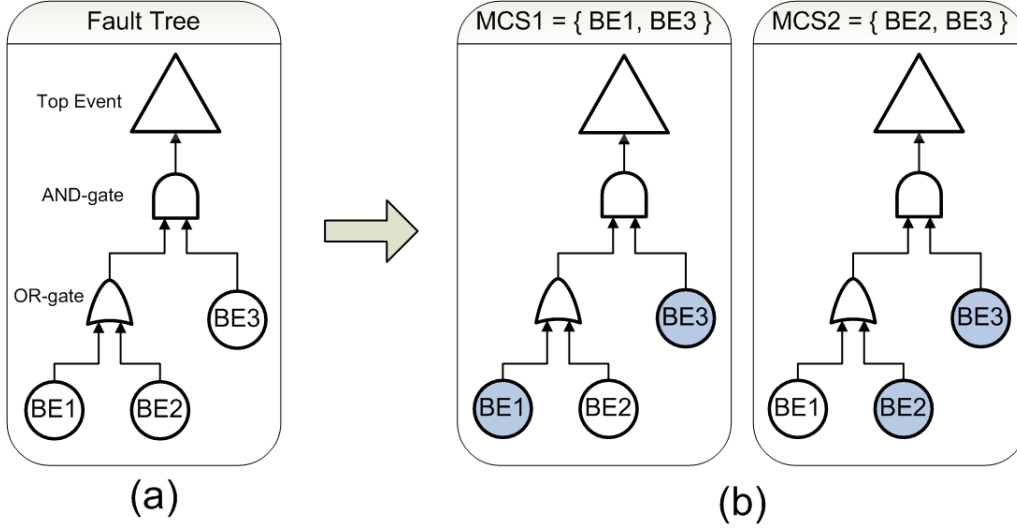 Fault Tree
Top Event
AND-gate
OR-gate
BE3
BE1
BE2
(a)
MCS1 = { BE1, BE3 }
BE3
BE1
BE2
MCS2 = { BE2, BE3 }
BE3
BE1
BE2
(b)